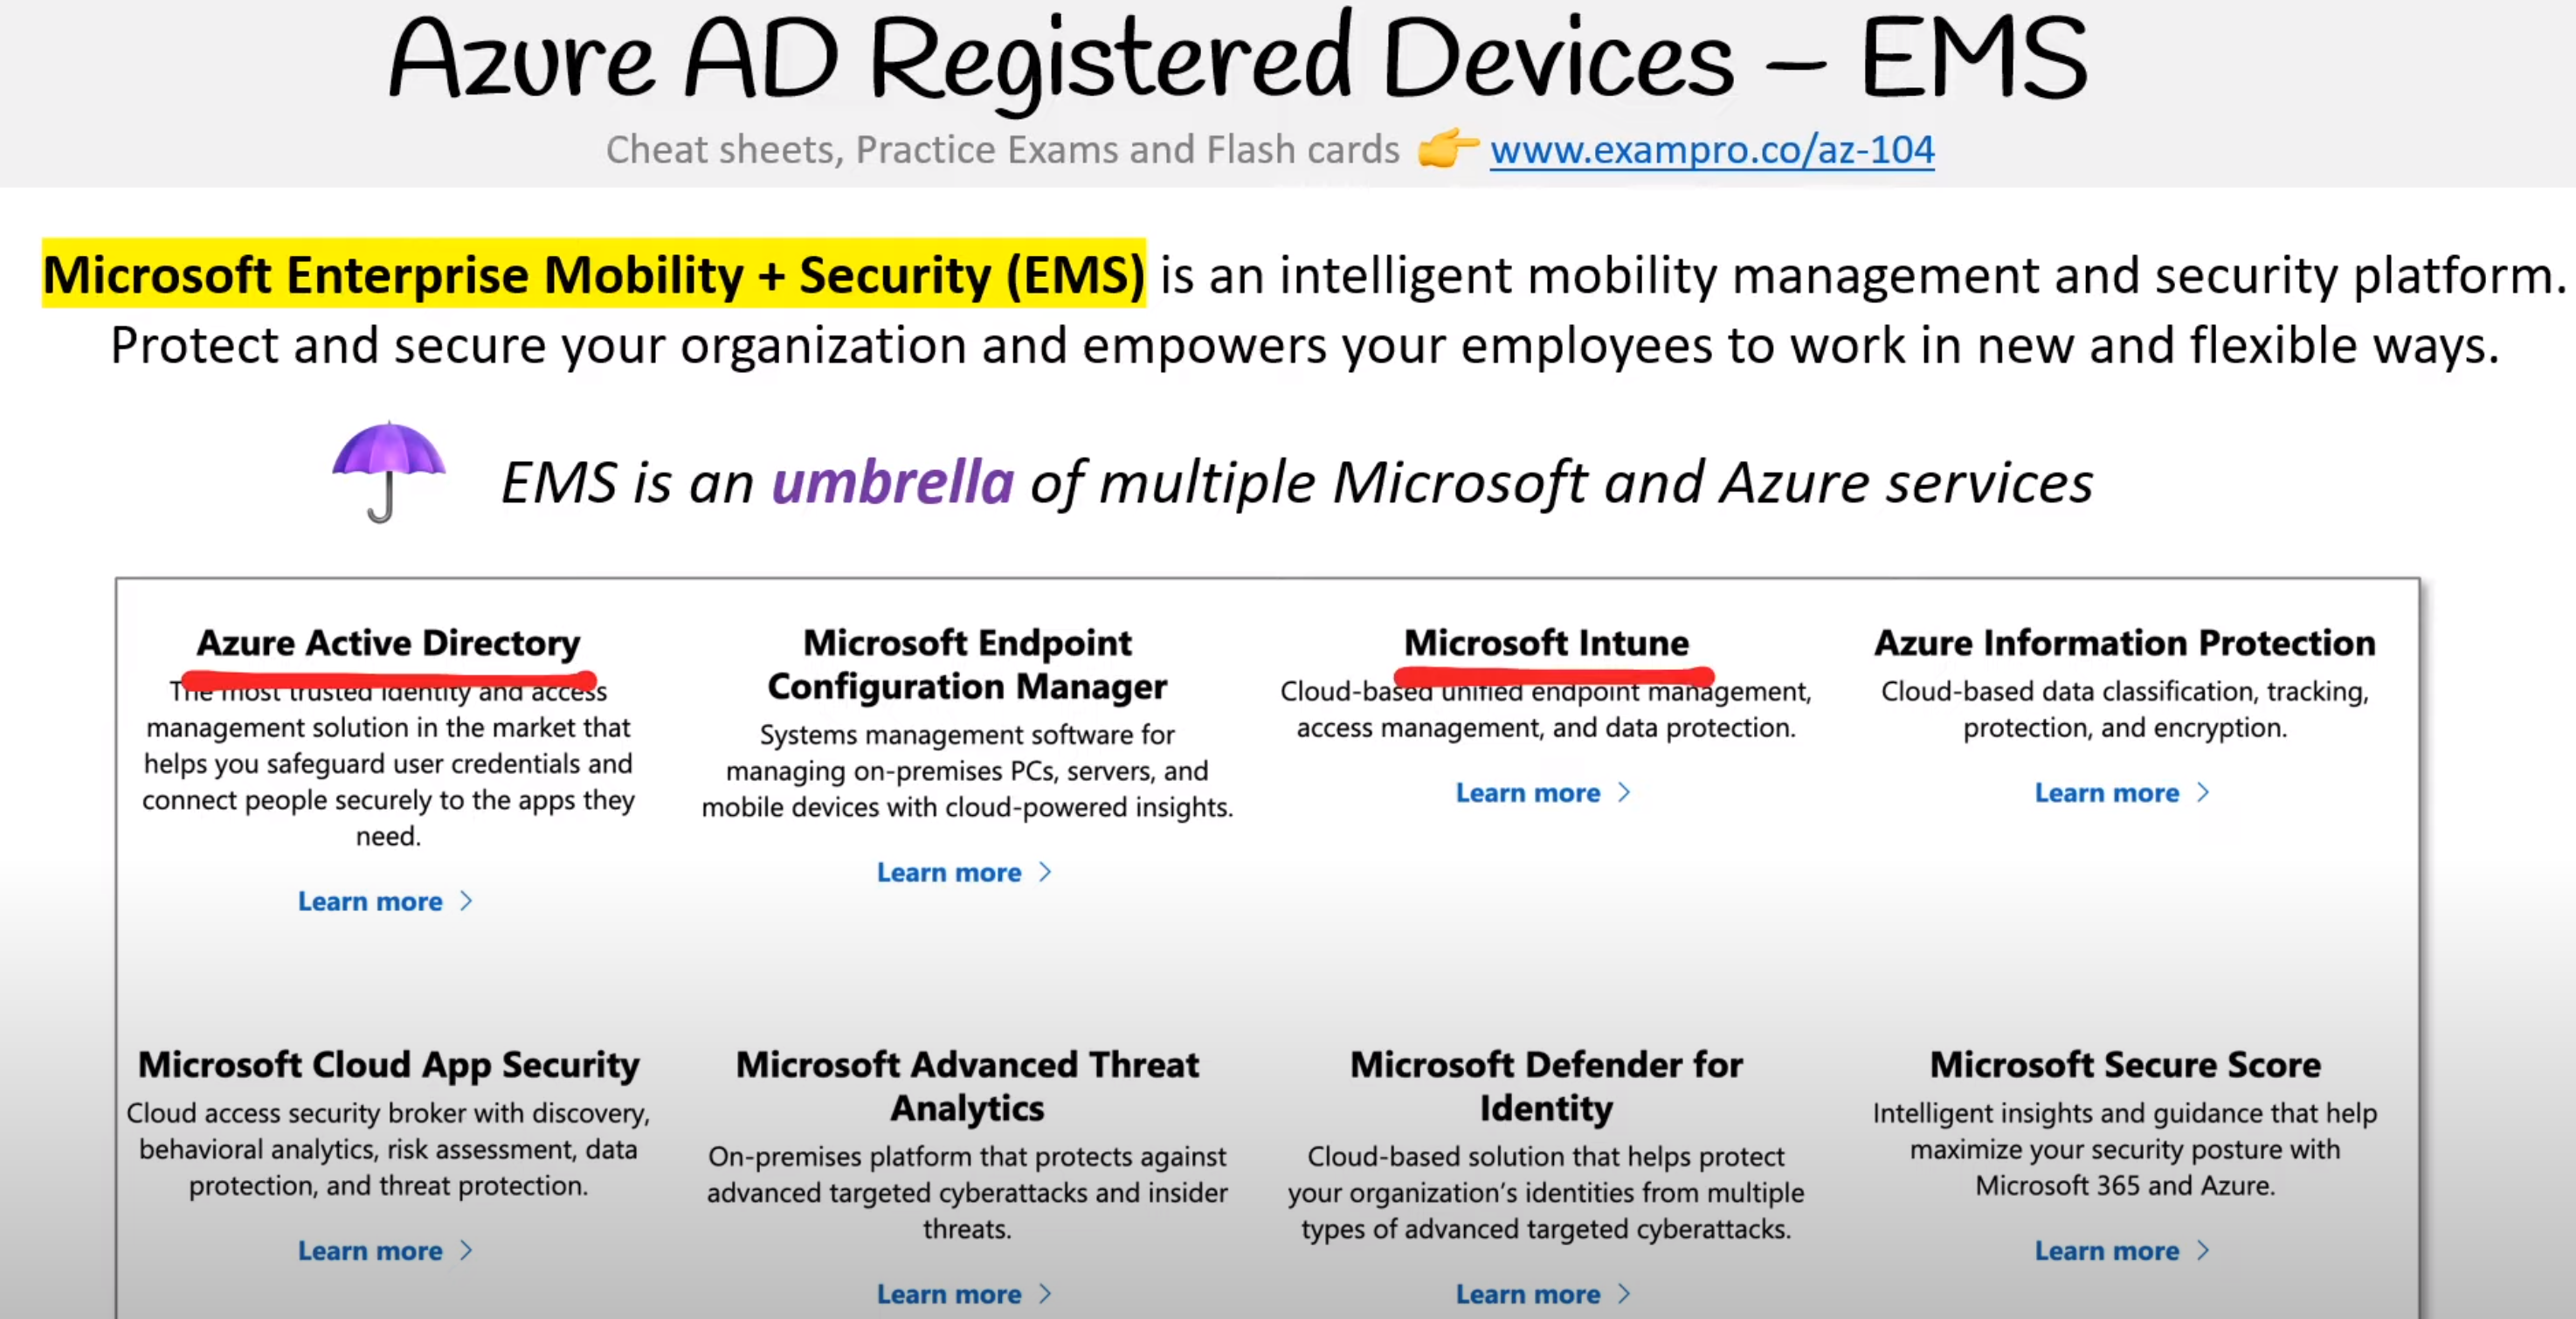 Azure AD Registered Devices – EMS
Cheat sheets, Practice Exams and Flash cards 👉 www.exampro.co/az-104
Microsoft Enterprise Mobility + Security (EMS) is an intelligent mobility management and security platform.
Protect and secure your organization and empowers your employees to work in new and flexible ways.
EMS is an umbrella of multiple Microsoft and Azure services
Azure Active Directory
The most trusted identity and access
management solution in the market that
helps you safeguard user credentials and
connect people securely to the apps they
need.
Learn more >
Microsoft Endpoint
Configuration Manager
Systems management software for
managing on-premises PCs, servers, and
mobile devices with cloud-powered insights.
Learn more >
Microsoft Intune
Cloud-based unified endpoint management,
access management, and data protection.
Learn more >
Azure Information Protection
Cloud-based data classification, tracking,
protection, and encryption.
Learn more >
Microsoft Cloud App Security
Cloud access security broker with discovery,
behavioral analytics, risk assessment, data
protection, and threat protection.
Learn more >
Microsoft Advanced Threat
Analytics
On-premises platform that protects against
advanced targeted cyberattacks and insider
threats.
Learn more >
Microsoft Defender for
Identity
Cloud-based solution that helps protect
your organization's identities from multiple
types of advanced targeted cyberattacks.
Learn more >
Microsoft Secure Score
Intelligent insights and guidance that help
maximize your security posture with
Microsoft 365 and Azure.
Learn more >